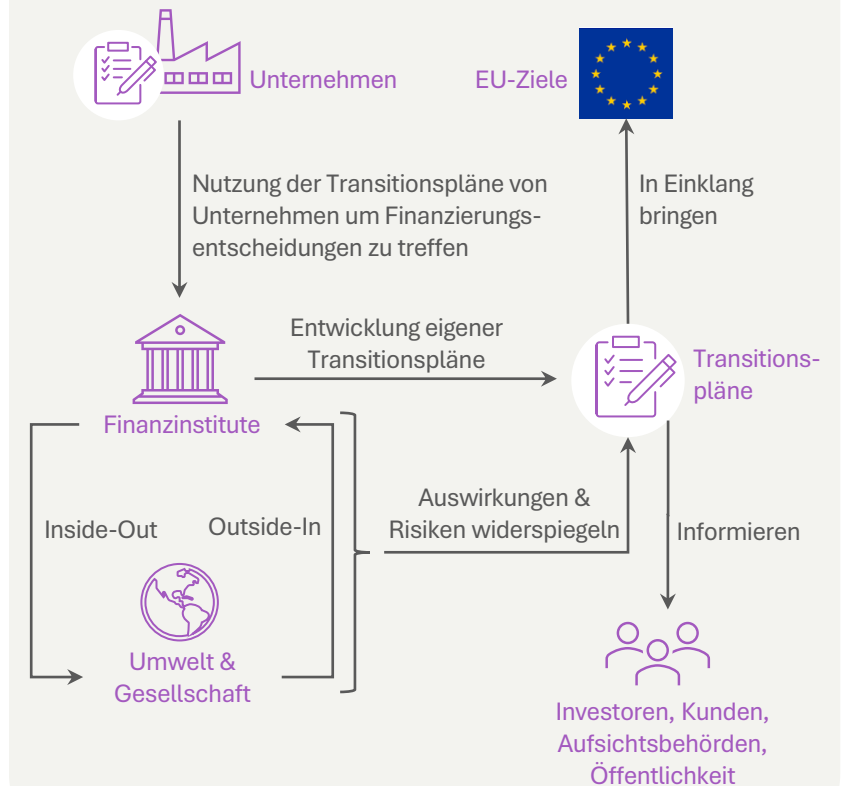 Unternehmen
EU-Ziele
Nutzung der Transitionspläne von
Unternehmen um Finanzierungs-
entscheidungen zu treffen
In Einklang
bringen
Entwicklung eigener
Transitionspläne
Transitions-
pläne
Finanzinstitute
Inside-Out
Outside-In
Auswirkungen &
Risiken widerspiegeln
Informieren
Umwelt &
Gesellschaft
Investoren, Kunden,
Aufsichtsbehörden,
Öffentlichkeit